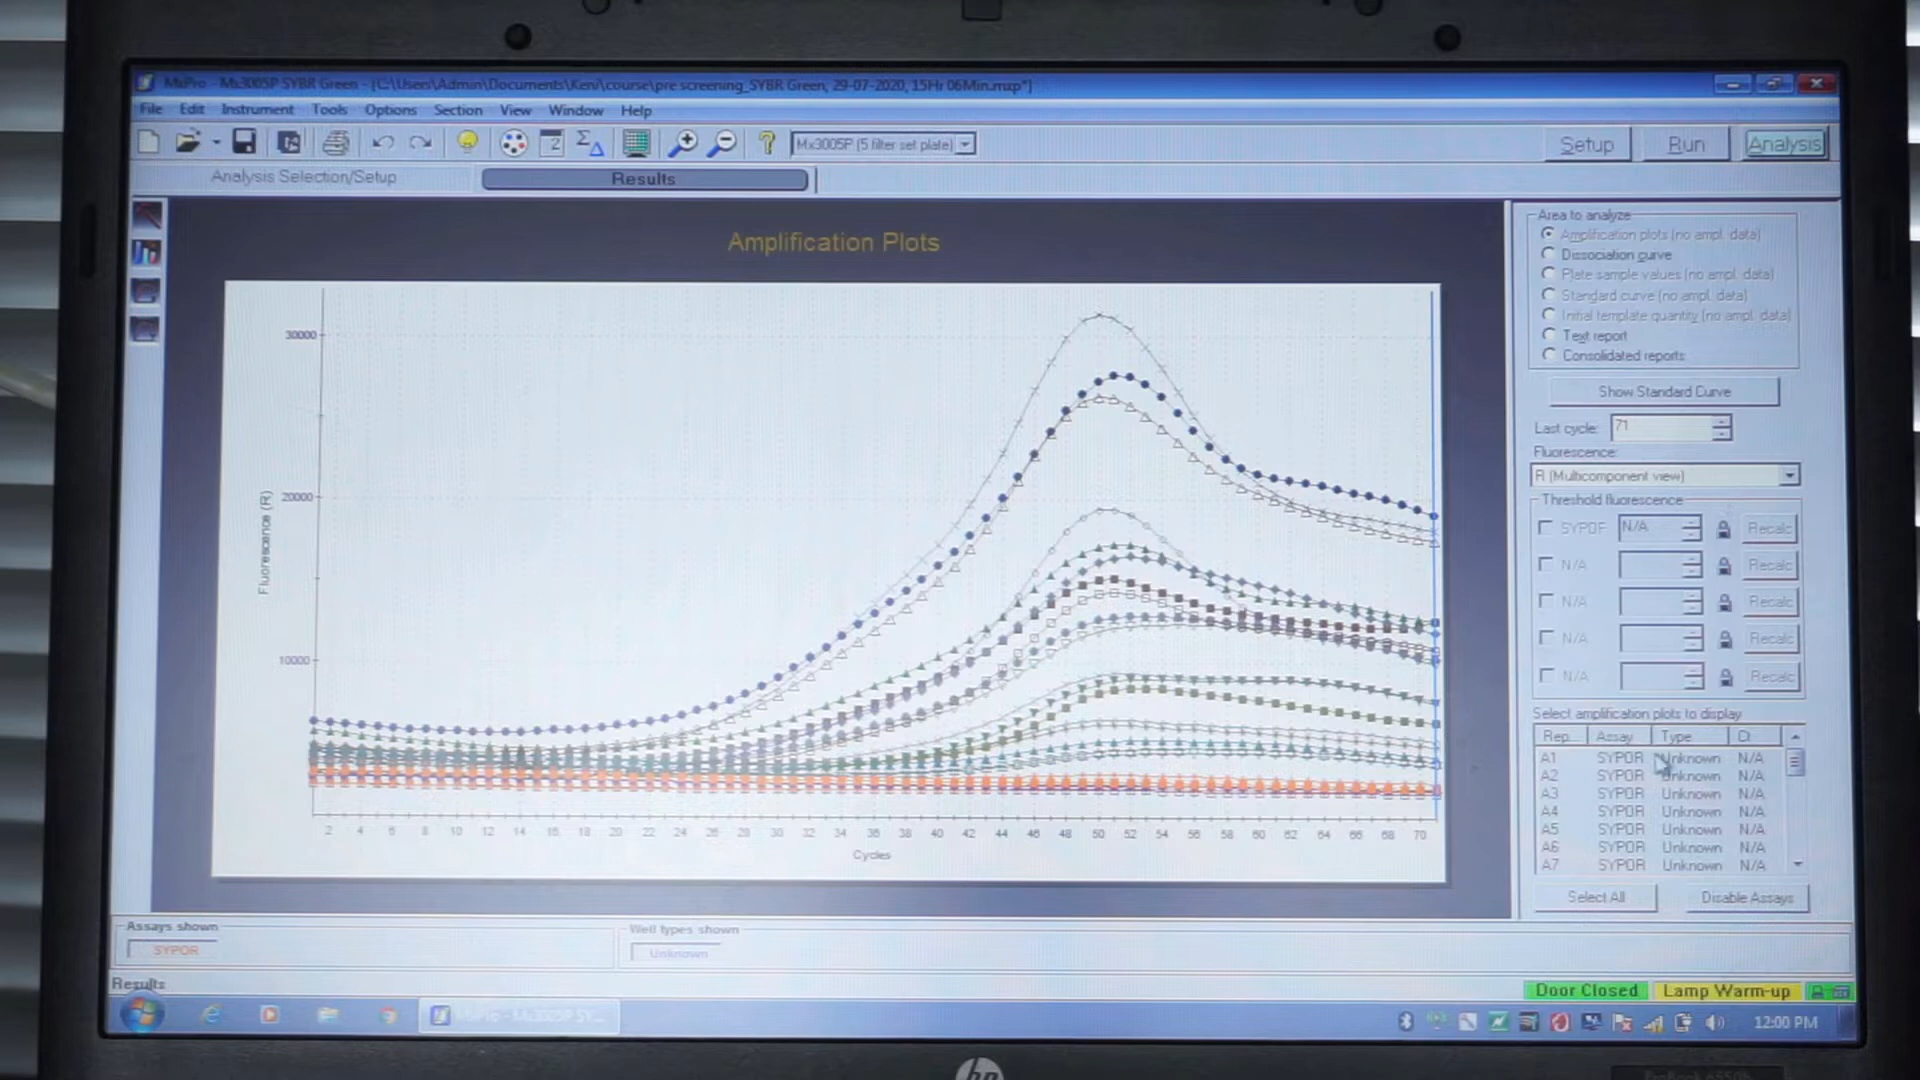 MxPro - Mx3005P SYBR Green - [C:\Users\Admin\Documents\Keni\course\pre screening_SYBR Green, 29-07-2020, 15Hr 06Min.mxp*]
File Edit Instrument Tools Options Section View Window Help
Mx3005P (5 filter set plate)
Setup Run Analysis
Analysis Selection/Setup Results
Amplification Plots
30000
20000
10000
Fluorescence (R)
2 4 6 8 10 12 14 16 18 20 22 24 26 28 30 32 34 36 38 40 42 44 46 48 50 52 54 56 58 60 62 64 66 68 70
Cycles
Area to analyze
Amplification plots (no ampl. data)
Dissociation curve
Plate sample values (no ampl. data)
Standard curve (no ampl. data)
Initial template quantity (no ampl. data)
Text report
Consolidated reports
Show Standard Curve
Last cycle: 71
Fluorescence:
R (Multicomponent view)
Threshold fluorescence
SYPOF N/A Recalc
N/A Recalc
N/A Recalc
N/A Recalc
N/A Recalc
Select amplification plots to display
Rep... Assay Type Ct
A1 SYPOR Unknown N/A
A2 SYPOR Unknown N/A
A3 SYPOR Unknown N/A
A4 SYPOR Unknown N/A
A5 SYPOR Unknown N/A
A6 SYPOR Unknown N/A
A7 SYPOR Unknown N/A
Select All Disable Assays
Assays shown
SYPOR
Well types shown
Unknown
Results
Door Closed Lamp Warm-up
MxPro - Mx3005P SY...
12:00 PM
hp